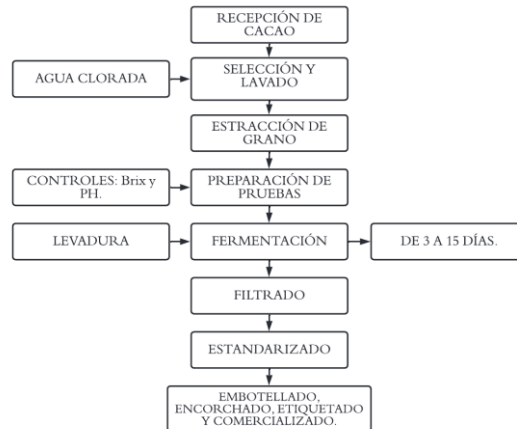 RECEPCIÓN DE
CACAO
AGUA CLORADA
SELECCIÓN Y
LAVADO
ESTRACCIÓN DE
GRANO
CONTROLES: Brix y
PH.
PREPARACIÓN DE
PRUEBAS
LEVADURA
FERMENTACIÓN
DE 3 A 15 DÍAS.
FILTRADO
ESTANDARIZADO
EMBOTELLADO,
ENCORCHADO, ETIQUETADO
Y COMERCIALIZADO.